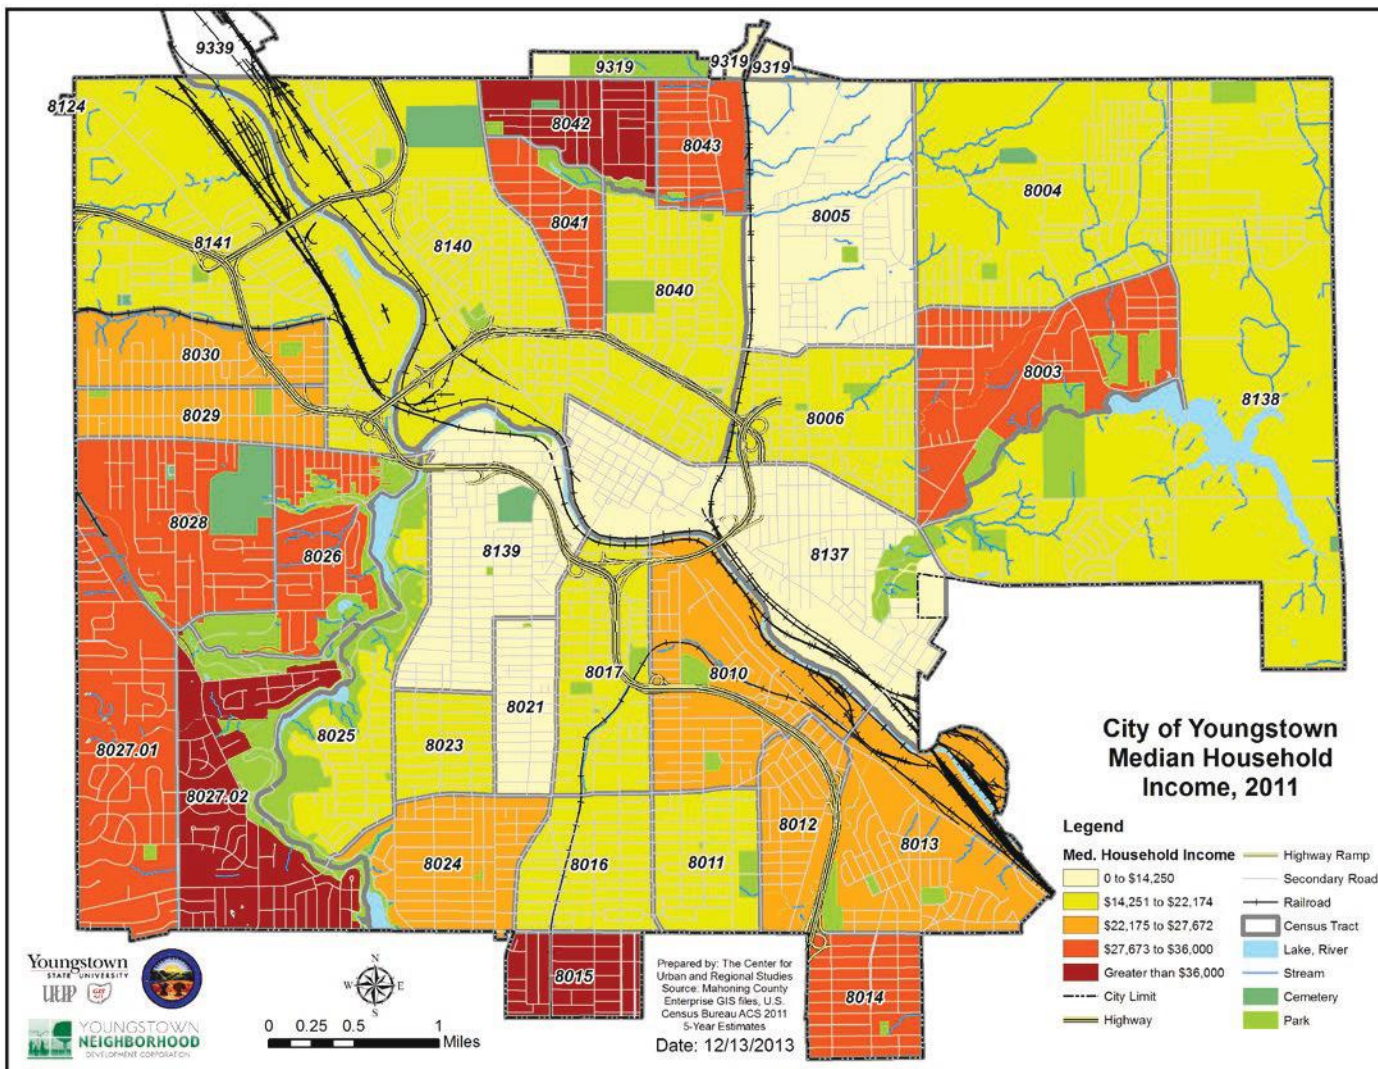 9339
9319
9319
9319
8124
8042
8043
8004
8005
8041
8141
8140
8040
8030
8003
8029
8006
8138
8028
8026
8139
8137
8017
8010
8021
8025
8023
8027.01
8027.02
8012
8013
8024
8016
8011
8015
8014
City of Youngstown
Median Household
Income, 2011
Legend
Med. Household Income
0 to $14,250
$14,251 to $22,174
$22,175 to $27,672
$27,673 to $36,000
Greater than $36,000
City Limit
Highway
Highway Ramp
Secondary Road
Railroad
Census Tract
Lake, River
Stream
Cemetery
Park
Youngstown
STATE UNIVERSITY
YOUNGSTOWN
NEIGHBORHOOD
DEVELOPMENT CORPORATION
N
W E
S
0 0.25 0.5 1
Miles
Prepared by: The Center for
Urban and Regional Studies
Source: Mahoning County
Enterprise GIS files, U.S.
Census Bureau ACS 2011
5-Year Estimates
Date: 12/13/2013